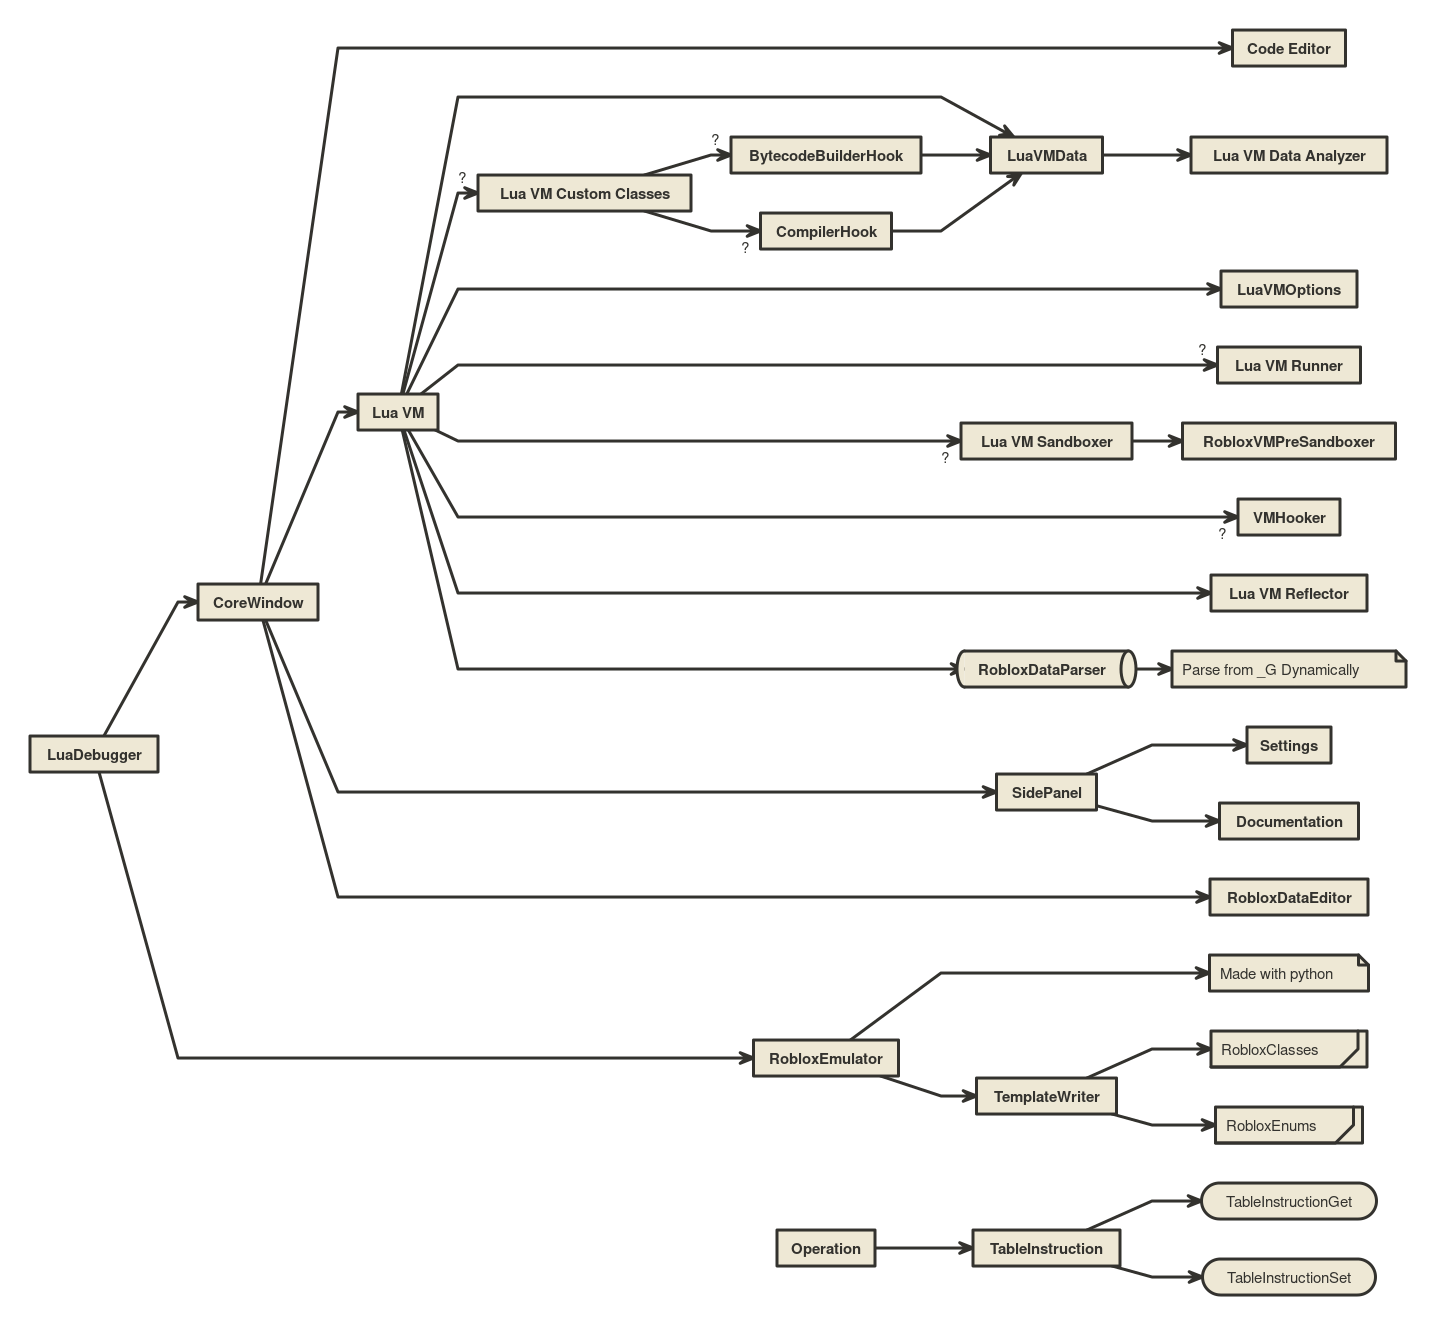 Code Editor
?
BytecodeBuilderHook
LuaVMData
Lua VM Data Analyzer
?
Lua VM Custom Classes
CompilerHook
?
LuaVMOptions
?
Lua VM Runner
Lua VM
Lua VM Sandboxer
RobloxVMPreSandboxer
?
VMHooker
?
Lua VM Reflector
CoreWindow
RobloxDataParser
Parse from _G Dynamically
LuaDebugger
Settings
SidePanel
Documentation
RobloxDataEditor
Made with python
RobloxEmulator
RobloxClasses
TemplateWriter
RobloxEnums
TableInstructionGet
Operation
TableInstruction
TableInstructionSet